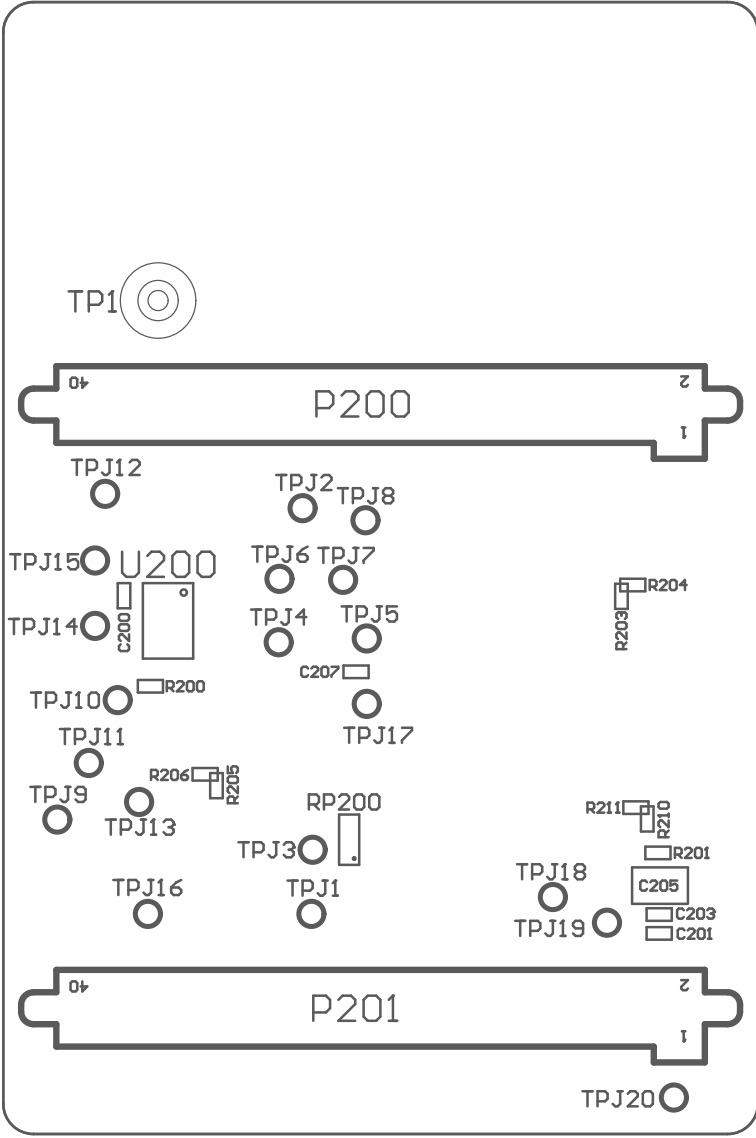 TP1
40
2
P200
1
TPJ12
TPJ2
TPJ8
TPJ15
U200
TPJ6
TPJ7
R204
TPJ14
C200
TPJ4
TPJ5
R203
C207
TPJ10
R200
TPJ11
TPJ17
R206
R205
TPJ9
RP200
TPJ13
R211
R210
TPJ3
R201
TPJ18
TPJ16
TPJ1
C205
C203
TPJ19
C201
40
2
P201
1
TPJ20